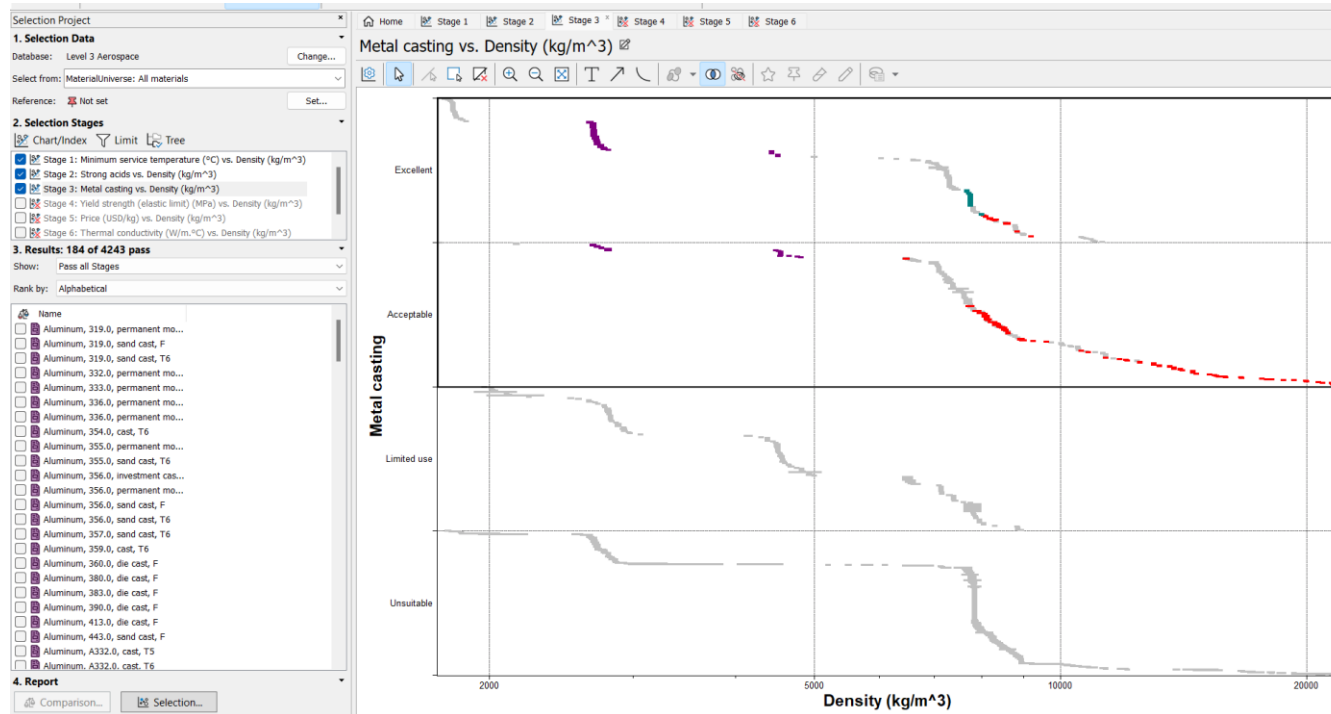 Selection Project
1. Selection Data
Database: Level 3 Aerospace Change...
Select from: MaterialUniverse: All materials
Reference: Not set Set...
2. Selection Stages
Chart/Index Limit Tree
Stage 1: Minimum service temperature (°C) vs. Density (kg/m^3)
Stage 2: Strong acids vs. Density (kg/m^3)
Stage 3: Metal casting vs. Density (kg/m^3)
Stage 4: Yield strength (elastic limit) (MPa) vs. Density (kg/m^3)
Stage 5: Price (USD/kg) vs. Density (kg/m^3)
Stage 6: Thermal conductivity (W/m.°C) vs. Density (kg/m^3)
3. Results: 184 of 4243 pass
Show: Pass all Stages
Rank by: Alphabetical
Name
Aluminum, 319.0, permanent mo...
Aluminum, 319.0, sand cast, F
Aluminum, 319.0, sand cast, T6
Aluminum, 332.0, permanent mo...
Aluminum, 333.0, permanent mo...
Aluminum, 336.0, permanent mo...
Aluminum, 336.0, permanent mo...
Aluminum, 354.0, cast, T6
Aluminum, 355.0, permanent mo...
Aluminum, 355.0, sand cast, T6
Aluminum, 356.0, investment cas...
Aluminum, 356.0, permanent mo...
Aluminum, 356.0, sand cast, F
Aluminum, 356.0, sand cast, T6
Aluminum, 357.0, sand cast, T6
Aluminum, 359.0, cast, T6
Aluminum, 360.0, die cast, F
Aluminum, 380.0, die cast, F
Aluminum, 383.0, die cast, F
Aluminum, 390.0, die cast, F
Aluminum, 413.0, die cast, F
Aluminum, 443.0, sand cast, F
Aluminum, A332.0, cast, T5
Aluminum, A332.0, cast, T6
4. Report
Comparison... Selection...
Home Stage 1 Stage 2 Stage 3 Stage 4 Stage 5 Stage 6
Metal casting vs. Density (kg/m^3)
Metal casting
Excellent
Acceptable
Limited use
Unsuitable
2000 5000 10000 20000
Density (kg/m^3)